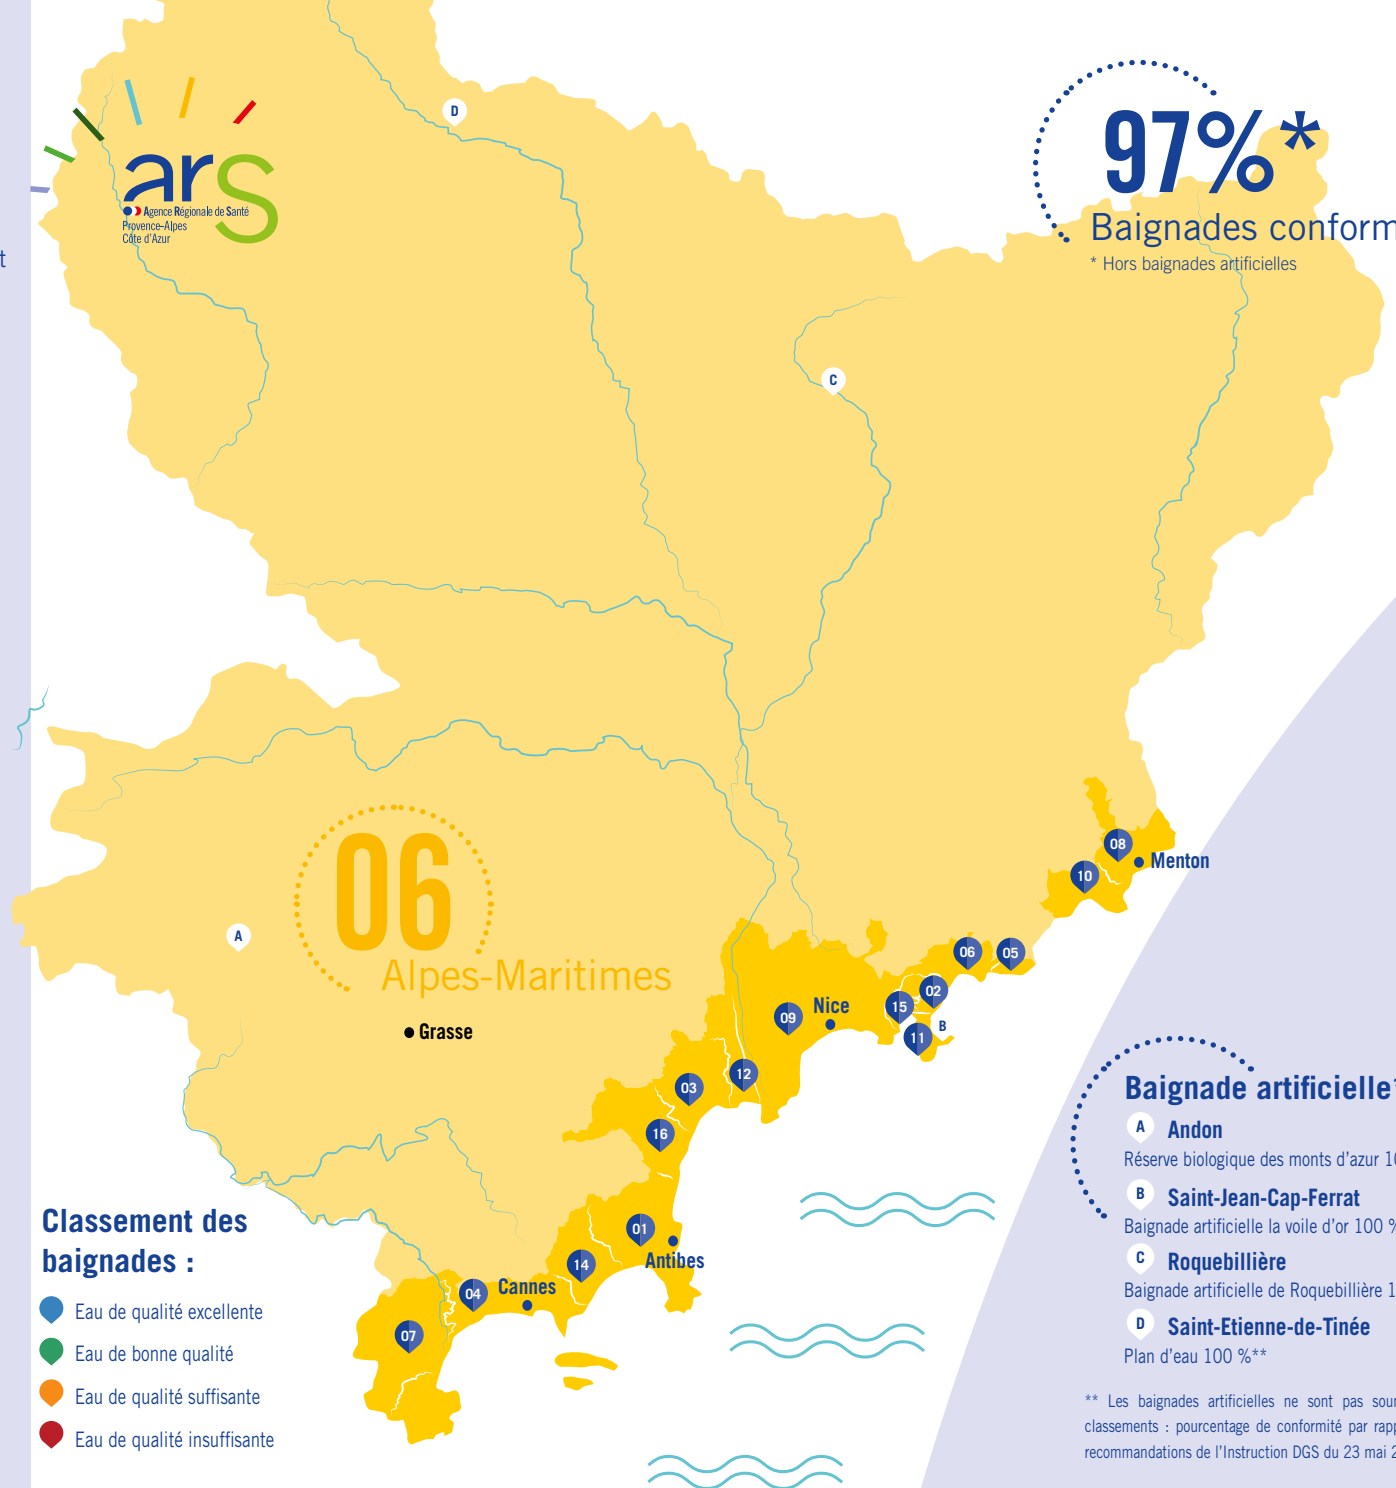 t
ars
Agence Régionale de Santé
Provence-Alpes
Côte d'Azur
97%*
Baignades conform
* Hors baignades artificielles
D
C
08
Menton
10
06
Alpes-Maritimes
A
Grasse
06
05
02
15
Nice
09
11
B
12
03
16
01
Antibes
14
Cannes
04
07
Classement des
baignades :
Eau de qualité excellente
Eau de bonne qualité
Eau de qualité suffisante
Eau de qualité insuffisante
Baignade artificielle*
A Andon
Réserve biologique des monts d'azur 10
B Saint-Jean-Cap-Ferrat
Baignade artificielle la voile d'or 100 %
C Roquebillière
Baignade artificielle de Roquebillière 1
D Saint-Etienne-de-Tinée
Plan d'eau 100 %**
** Les baignades artificielles ne sont pas sour
classements : pourcentage de conformité par rapp
recommandations de l'Instruction DGS du 23 mai 2